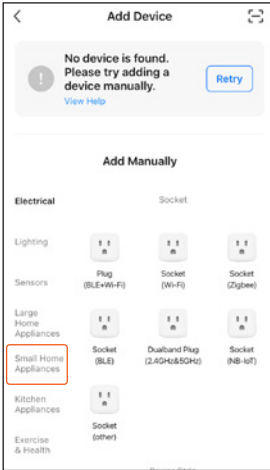 Add Device
No device is found.
Please try adding a
device manually.
View Help
Retry
Add Manually
Electrical
Socket
Lighting
Plug
(BLE+Wi-Fi)
Socket
(Wi-Fi)
Socket
(Zigbee)
Sensors
Large
Home
Appliances
Socket
(BLE)
Dualband Plug
(2.4GHz&5GHz)
Socket
(NB-IoT)
Small Home
Appliances
Kitchen
Appliances
Socket
(other)
Exercise
& Health